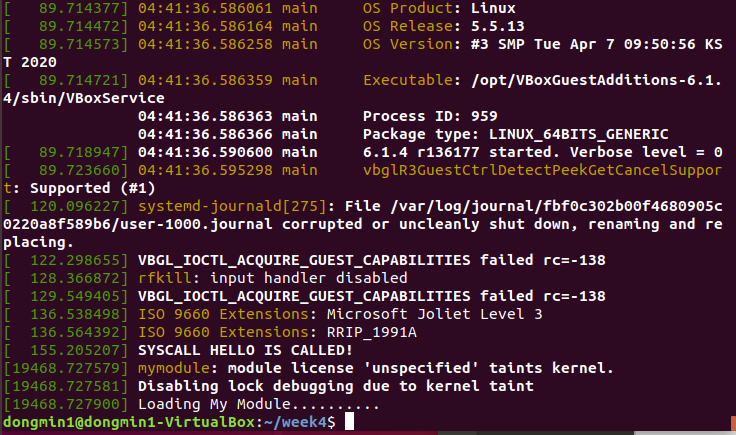 [   89.714377] 04:41:36.586061 main     OS Product: Linux
[   89.714472] 04:41:36.586164 main     OS Release: 5.5.13
[   89.714573] 04:41:36.586258 main     OS Version: #3 SMP Tue Apr 7 09:50:56 KS
T 2020
[   89.714721] 04:41:36.586359 main     Executable: /opt/VBoxGuestAdditions-6.1.
4/sbin/VBoxService
               04:41:36.586363 main     Process ID: 959
               04:41:36.586366 main     Package type: LINUX_64BITS_GENERIC
[   89.718947] 04:41:36.590600 main     6.1.4 r136177 started. Verbose level = 0
[   89.723660] 04:41:36.595298 main     vbglR3GuestCtrlDetectPeekGetCancelSuppor
t: Supported (#1)
[  120.096227] systemd-journald[275]: File /var/log/journal/fbf0c302b00f4680905c
0220a8f589b6/user-1000.journal corrupted or uncleanly shut down, renaming and re
placing.
[  122.298655] VBGL_IOCTL_ACQUIRE_GUEST_CAPABILITIES failed rc=-138
[  128.366872] rfkill: input handler disabled
[  129.549405] VBGL_IOCTL_ACQUIRE_GUEST_CAPABILITIES failed rc=-138
[  136.538498] ISO 9660 Extensions: Microsoft Joliet Level 3
[  136.564392] ISO 9660 Extensions: RRIP_1991A
[  155.205207] SYSCALL HELLO IS CALLED!
[19468.727579] mymodule: module license 'unspecified' taints kernel.
[19468.727581] Disabling lock debugging due to kernel taint
[19468.727900] Loading My Module..........
dongmin1@dongmin1-VirtualBox:~/week4$